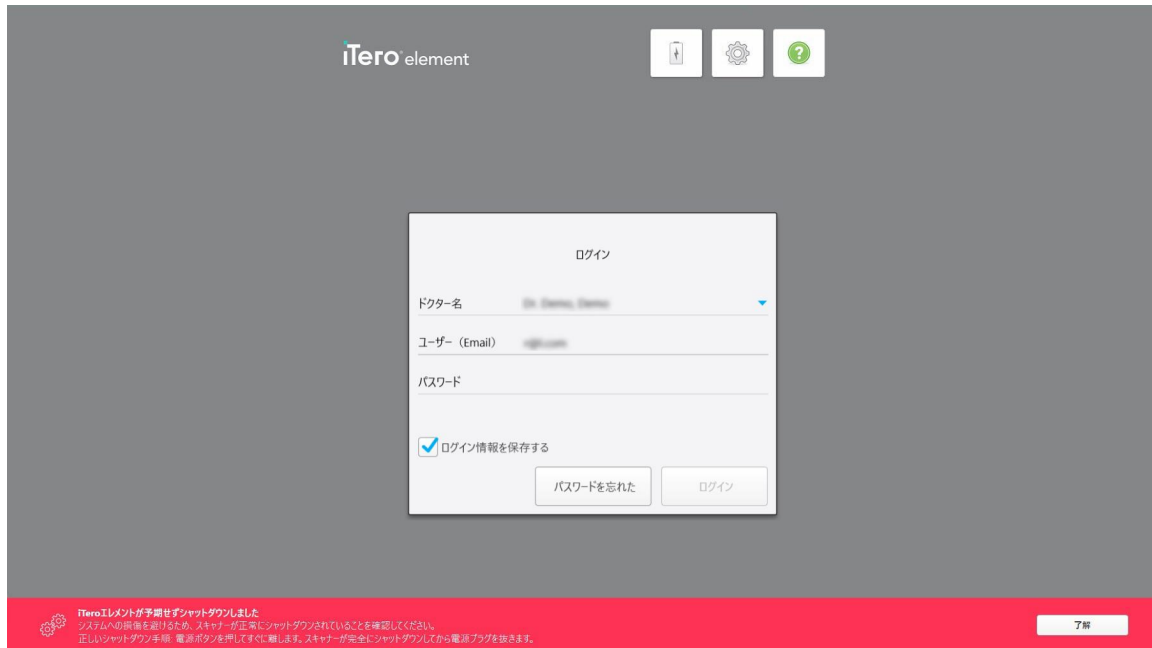 iTero element
?
ログイン
ドクター名 Dr. Demo, Demo
ユーザー（Email）
パスワード
ログイン情報を保存する
パスワードを忘れた ログイン
iTeroエレメントが予期せずシャットダウンしました
システムへの損傷を避けるため、スキャナーが正常にシャットダウンされていることを確認してください。
正しいシャットダウン手順: 電源ボタンを押してすぐに離します。スキャナーが完全にシャットダウンしてから電源プラグを抜きます。
了解